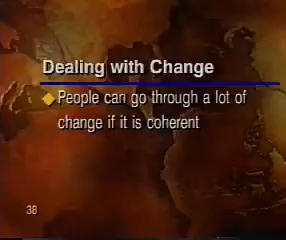 Dealing with Change
People can go through a lot of
change if it is coherent
38